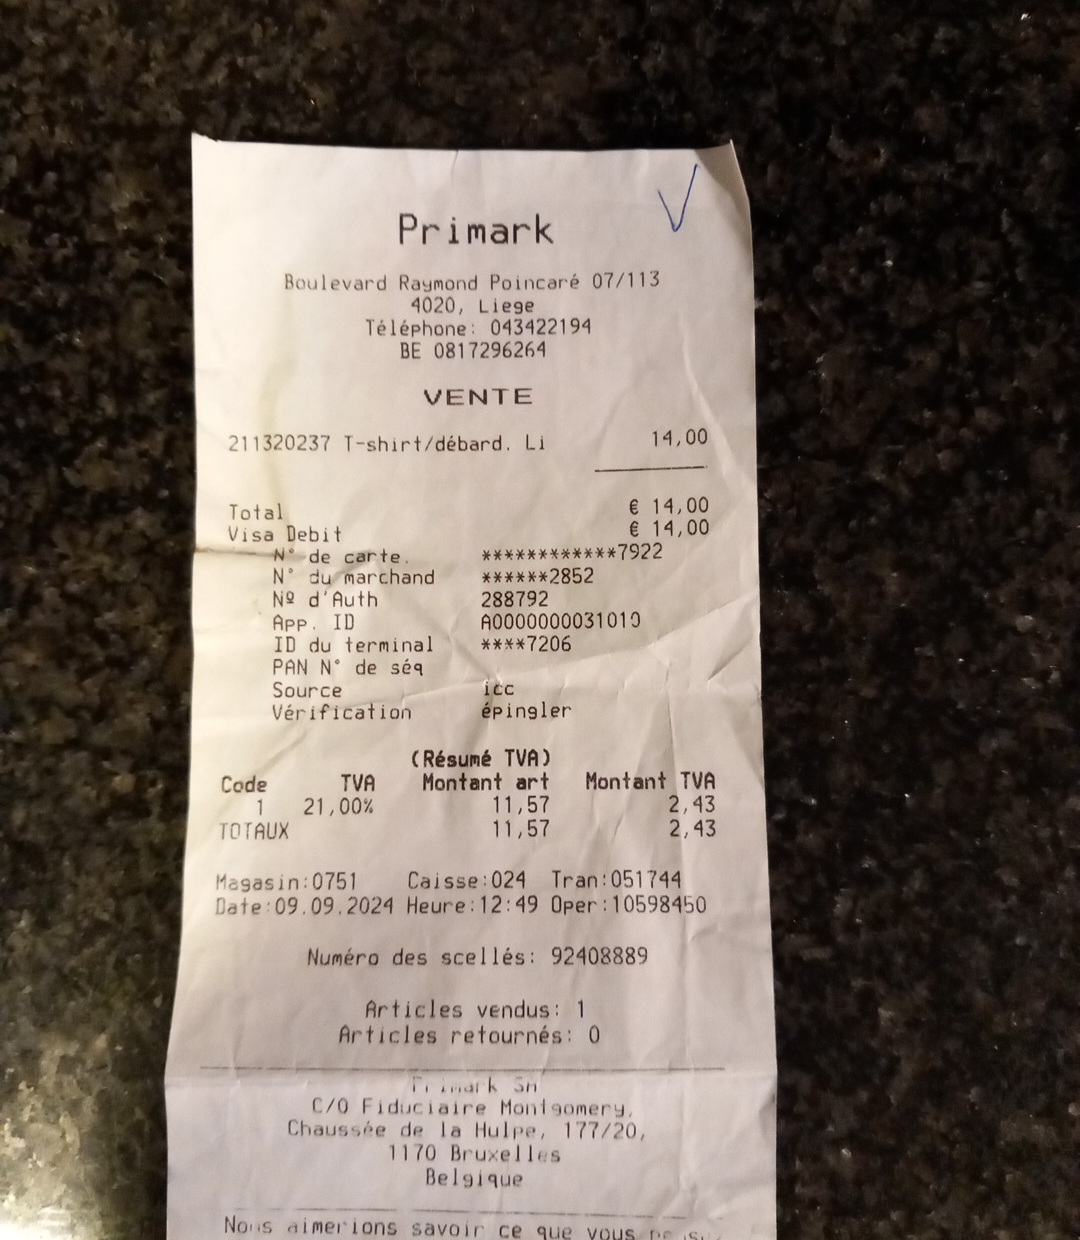 Primark
Boulevard Raymond Poincaré 07/113
4020, Liege
Téléphone: 043422194
BE 0817296264
VENTE
211320237 T-shirt/débard. Li 14,00
Total € 14,00
Visa Debit € 14,00
N° de carte. ************7922
N° du marchand ******2852
Nº d'Auth 288792
App. ID A0000000031010
ID du terminal ****7206
PAN N° de séq
Source icc
Vérification épingler
(Résumé TVA)
Code TVA Montant art Montant TVA
1 21,00% 11,57 2,43
TOTAUX 11,57 2,43
Magasin:0751 Caisse:024 Tran:051744
Date:09.09.2024 Heure:12:49 Oper:10598450
Numéro des scellés: 92408889
Articles vendus: 1
Articles retournés: 0
Primark
C/O Fiduciaire Montgomery,
Chaussée de la Hulpe, 177/20,
1170 Bruxelles
Belgique
Nous aimerions savoir ce que vous